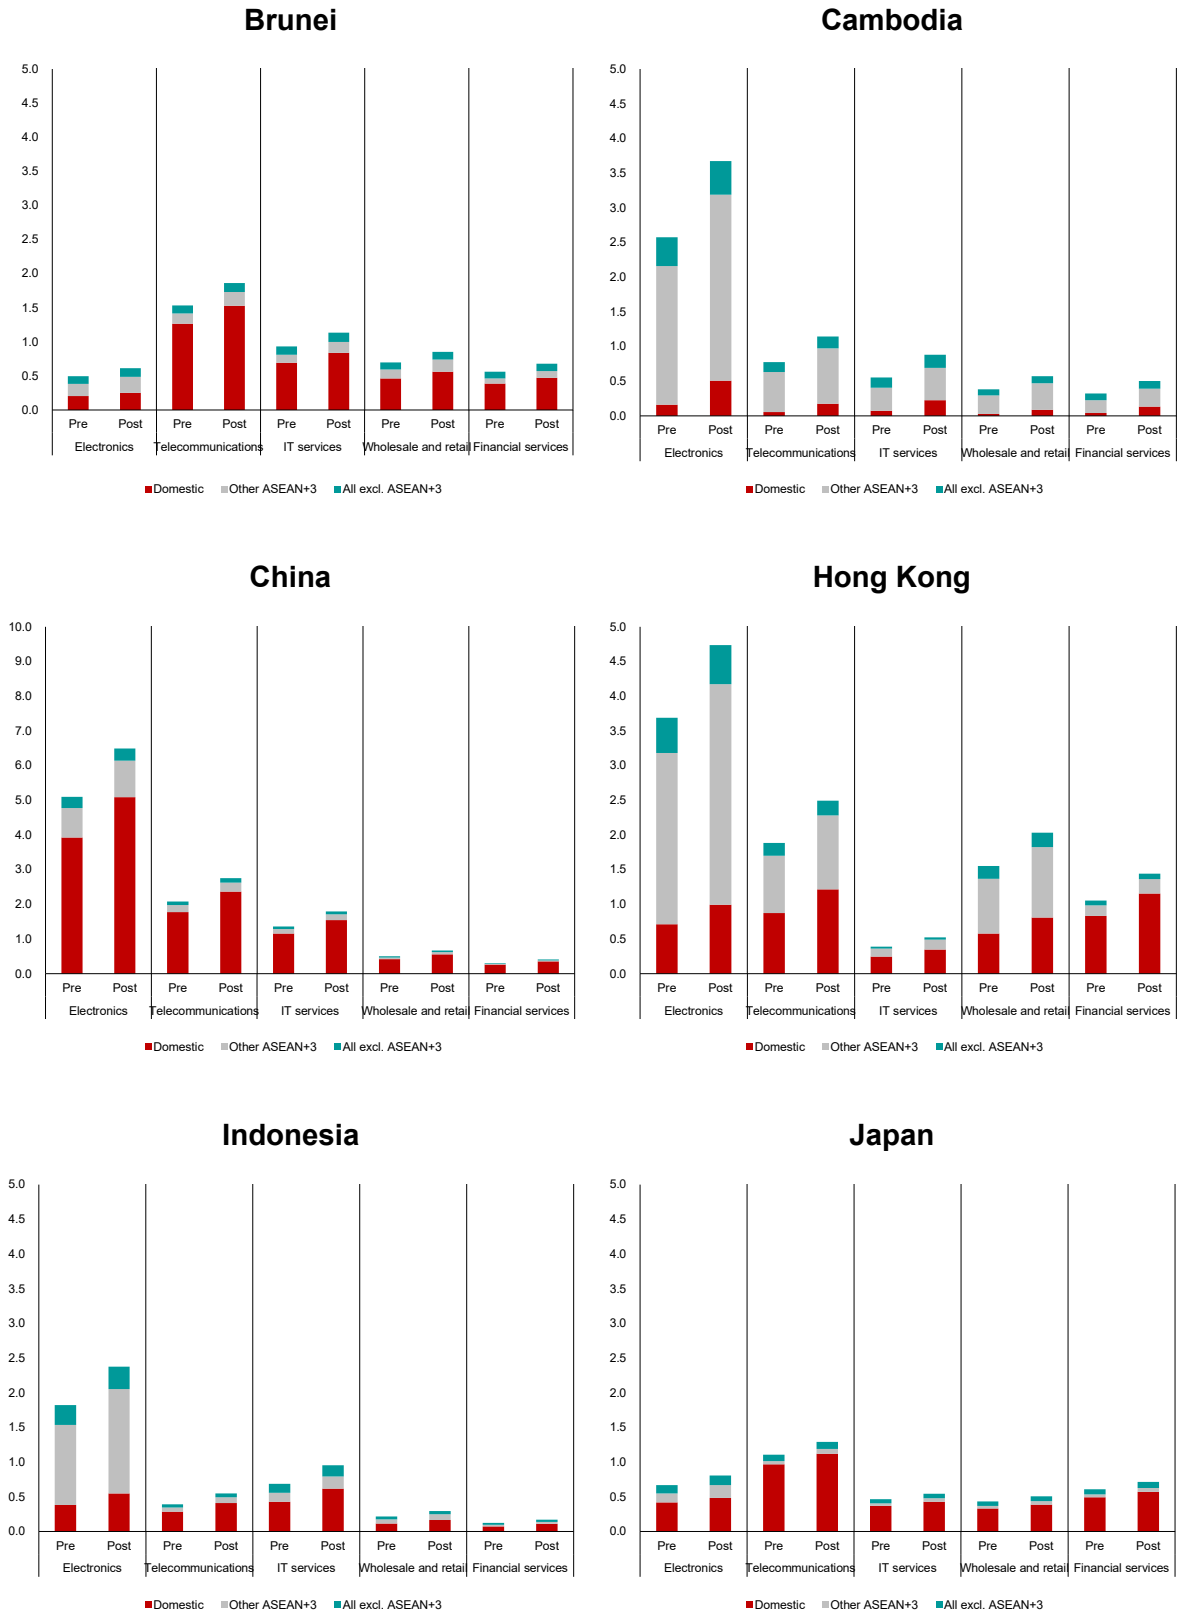 Brunei
5.0
4.5
4.0
3.5
3.0
2.5
2.0
1.5
1.0
0.5
0.0
Pre Post Pre Post Pre Post Pre Post Pre Post
Electronics Telecommunications IT services Wholesale and retail Financial services
Domestic Other ASEAN+3 All excl. ASEAN+3
Cambodia
5.0
4.5
4.0
3.5
3.0
2.5
2.0
1.5
1.0
0.5
0.0
Pre Post Pre Post Pre Post Pre Post Pre Post
Electronics Telecommunications IT services Wholesale and retail Financial services
Domestic Other ASEAN+3 All excl. ASEAN+3
China
10.0
9.0
8.0
7.0
6.0
5.0
4.0
3.0
2.0
1.0
0.0
Pre Post Pre Post Pre Post Pre Post Pre Post
Electronics Telecommunications IT services Wholesale and retail Financial services
Domestic Other ASEAN+3 All excl. ASEAN+3
Hong Kong
5.0
4.5
4.0
3.5
3.0
2.5
2.0
1.5
1.0
0.5
0.0
Pre Post Pre Post Pre Post Pre Post Pre Post
Electronics Telecommunications IT services Wholesale and retail Financial services
Domestic Other ASEAN+3 All excl. ASEAN+3
Indonesia
5.0
4.5
4.0
3.5
3.0
2.5
2.0
1.5
1.0
0.5
0.0
Pre Post Pre Post Pre Post Pre Post Pre Post
Electronics Telecommunications IT services Wholesale and retail Financial services
Domestic Other ASEAN+3 All excl. ASEAN+3
Japan
5.0
4.5
4.0
3.5
3.0
2.5
2.0
1.5
1.0
0.5
0.0
Pre Post Pre Post Pre Post Pre Post Pre Post
Electronics Telecommunications IT services Wholesale and retail Financial services
Domestic Other ASEAN+3 All excl. ASEAN+3